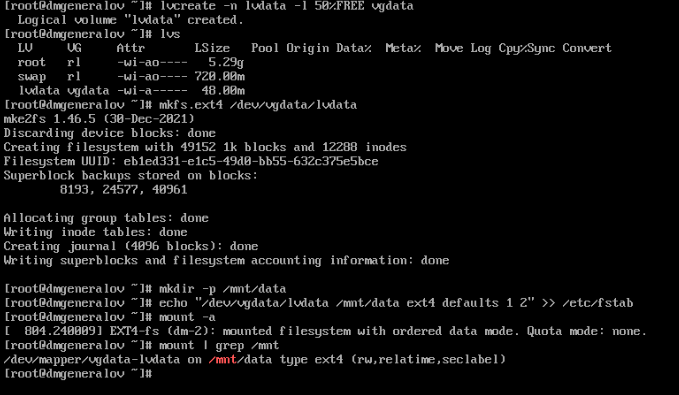 [root@dmgeneralov ~]# lvcreate -n lvdata -l 50%FREE vgdata
  Logical volume "lvdata" created.
[root@dmgeneralov ~]# lvs
  LV     VG     Attr       LSize   Pool Origin Data%  Meta%  Move Log Cpy%Sync Convert
  root   rl     -wi-ao----   5.29g
  swap   rl     -wi-ao---- 720.00m
  lvdata vgdata -wi-a-----  48.00m
[root@dmgeneralov ~]# mkfs.ext4 /dev/vgdata/lvdata
mke2fs 1.46.5 (30-Dec-2021)
Discarding device blocks: done
Creating filesystem with 49152 1k blocks and 12288 inodes
Filesystem UUID: eb1ed331-e1c5-49d0-bb55-632c375e5bce
Superblock backups stored on blocks:
        8193, 24577, 40961

Allocating group tables: done
Writing inode tables: done
Creating journal (4096 blocks): done
Writing superblocks and filesystem accounting information: done

[root@dmgeneralov ~]# mkdir -p /mnt/data
[root@dmgeneralov ~]# echo "/dev/vgdata/lvdata /mnt/data ext4 defaults 1 2" >> /etc/fstab
[root@dmgeneralov ~]# mount -a
[  804.240009] EXT4-fs (dm-2): mounted filesystem with ordered data mode. Quota mode: none.
[root@dmgeneralov ~]# mount | grep /mnt
/dev/mapper/vgdata-lvdata on /mnt/data type ext4 (rw,relatime,seclabel)
[root@dmgeneralov ~]#